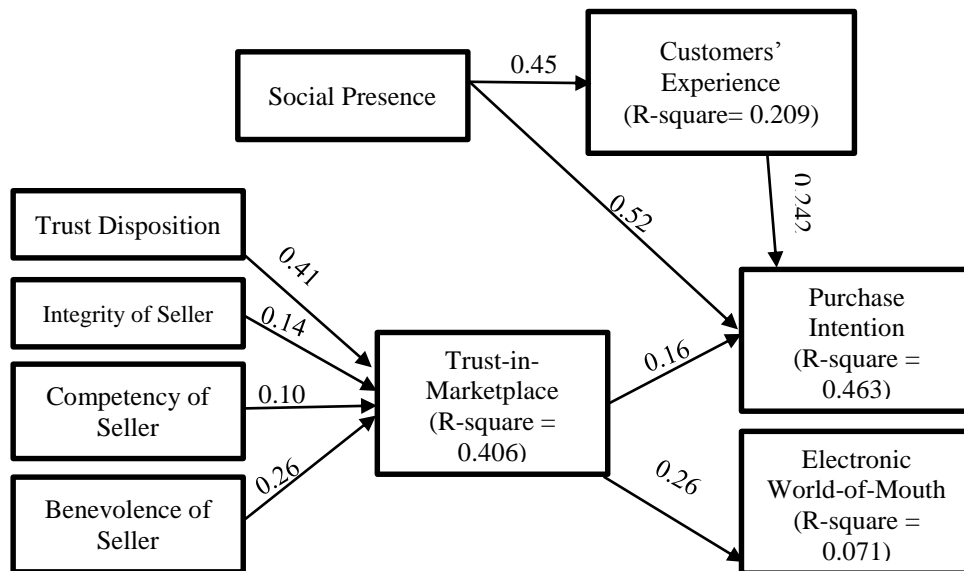 Social Presence
0.45
Customers’
Experience
(R-square= 0.209)
0.52
0.242
Trust Disposition
0.41
Integrity of Seller
0.14
Competency of
Seller
0.10
Benevolence of
Seller
0.26
Trust-in-
Marketplace
(R-square =
0.406)
0.16
0.26
Purchase
Intention
(R-square =
0.463)
Electronic
World-of-Mouth
(R-square =
0.071)